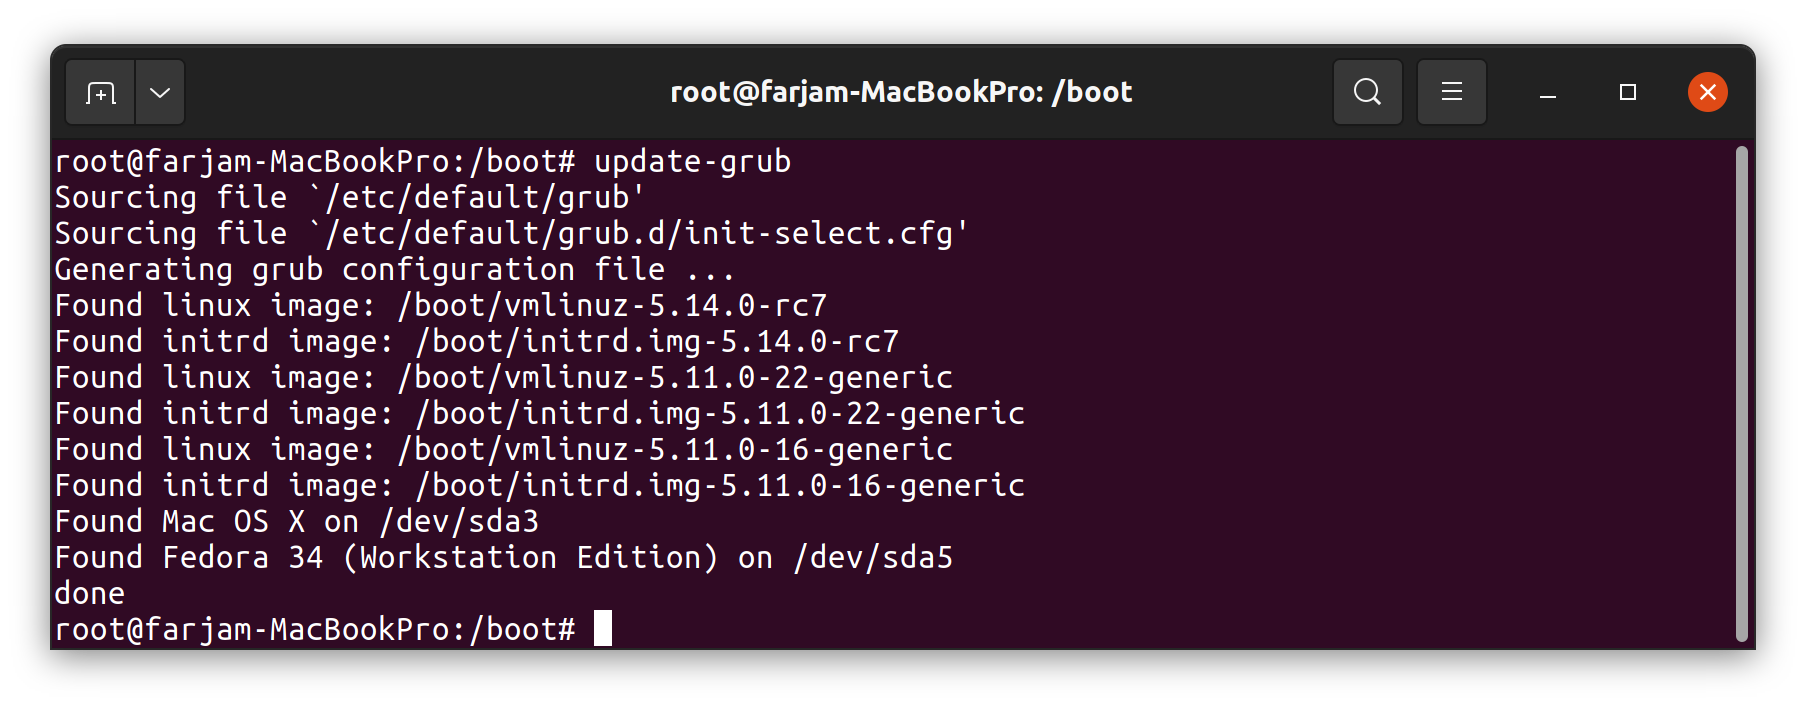 root@farjam-MacBookPro: /boot
root@farjam-MacBookPro:/boot# update-grub
Sourcing file `/etc/default/grub'
Sourcing file `/etc/default/grub.d/init-select.cfg'
Generating grub configuration file ...
Found linux image: /boot/vmlinuz-5.14.0-rc7
Found initrd image: /boot/initrd.img-5.14.0-rc7
Found linux image: /boot/vmlinuz-5.11.0-22-generic
Found initrd image: /boot/initrd.img-5.11.0-22-generic
Found linux image: /boot/vmlinuz-5.11.0-16-generic
Found initrd image: /boot/initrd.img-5.11.0-16-generic
Found Mac OS X on /dev/sda3
Found Fedora 34 (Workstation Edition) on /dev/sda5
done
root@farjam-MacBookPro:/boot#